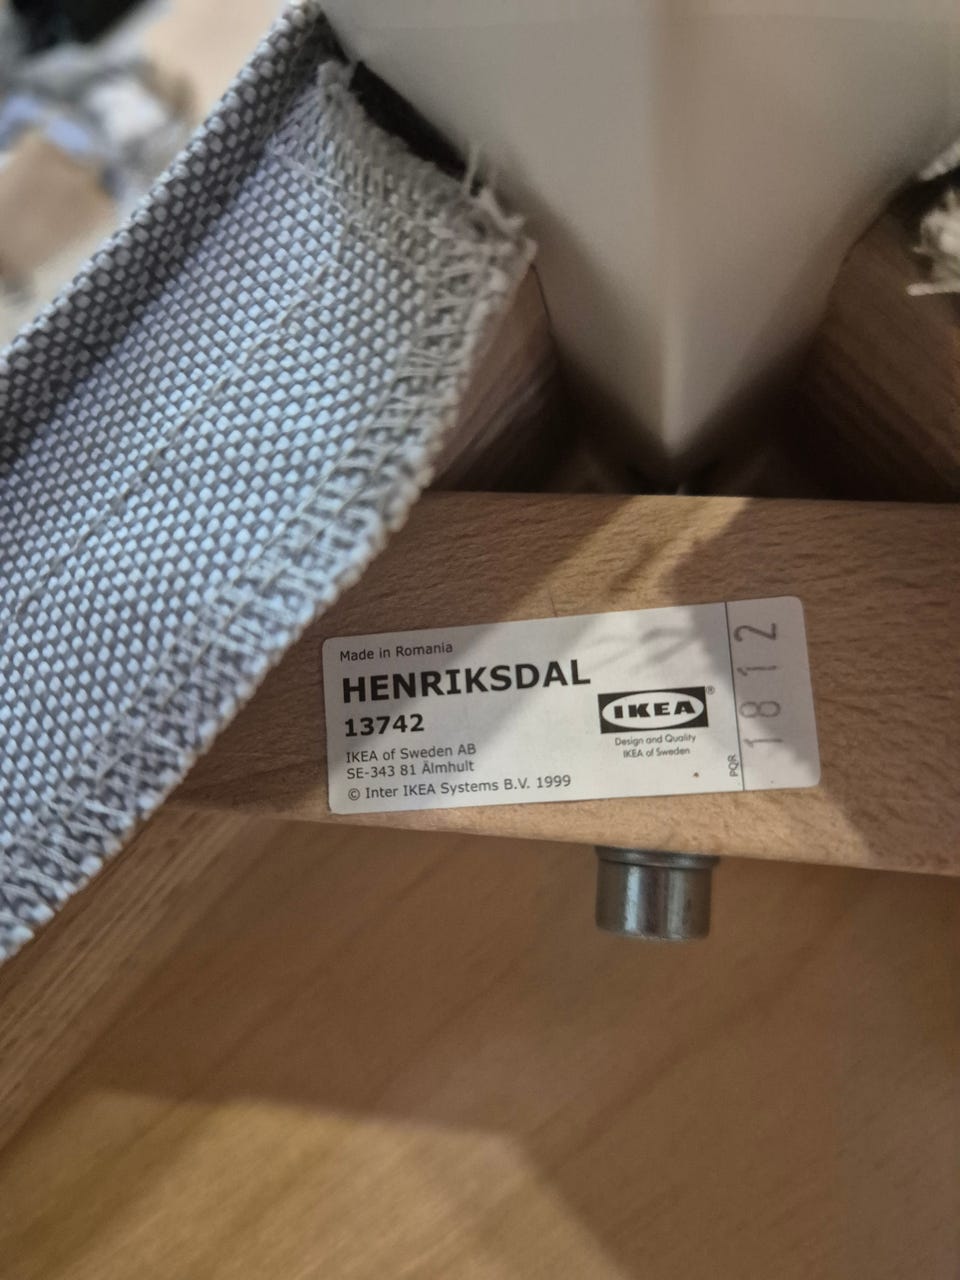 Made in Romania
HENRIKSDAL
13742
IKEA of Sweden AB
SE-343 81 Älmhult
© Inter IKEA Systems B.V. 1999
IKEA®
Design and Quality
IKEA of Sweden
PQR
1812